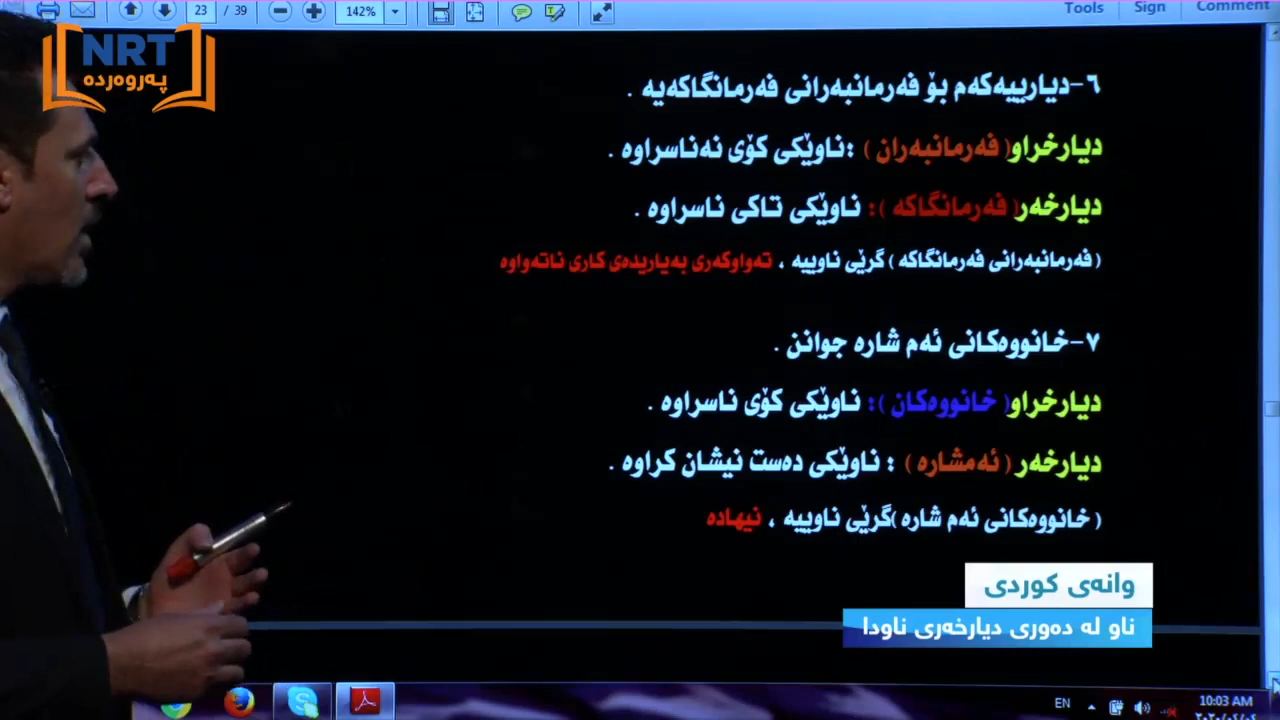 23 / 39
142%
Tools
Sign
Comment
NRT
پەروەردە
٦-دیارییەکەم بۆ فەرمانبەرانی فەرمانگاکەیە .
دیارخراو( فەرمانبەران ) :ناوێکی کۆی نەناسراوە .
دیارخەر( فەرمانگاکە ): ناوێکی تاکی ناسراوە .
( فەرمانبەرانی فەرمانگاکە ) گرێی ناوییە ، تەواوکەری بەیاریدەی کاری ناتەواوە
٧-خانووەکانی ئەم شارە جوانن .
دیارخراو( خانووەکان ): ناوێکی کۆی ناسراوە .
دیارخەر ( ئەمشارە ) : ناوێکی دەست نیشان کراوە .
( خانووەکانی ئەم شارە )گرێی ناوییە ، نیهادە
وانەی کوردی
ناو لە دەوری دیارخەری ناودا
EN
10:03 AM